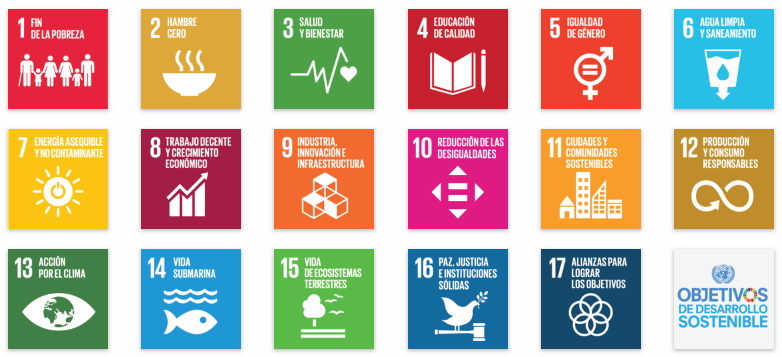 1 FIN
DE LA POBREZA
2 HAMBRE
CERO
3 SALUD
Y BIENESTAR
4 EDUCACIÓN
DE CALIDAD
5 IGUALDAD
DE GÉNERO
6 AGUA LIMPIA
Y SANEAMIENTO
7 ENERGÍA ASEQUIBLE
Y NO CONTAMINANTE
8 TRABAJO DECENTE
Y CRECIMIENTO
ECONÓMICO
9 INDUSTRIA,
INNOVACIÓN E
INFRAESTRUCTURA
10 REDUCCIÓN DE LAS
DESIGUALDADES
11 CIUDADES Y
COMUNIDADES
SOSTENIBLES
12 PRODUCCIÓN
Y CONSUMO
RESPONSABLES
13 ACCIÓN
POR EL CLIMA
14 VIDA
SUBMARINA
15 VIDA
DE ECOSISTEMAS
TERRESTRES
16 PAZ, JUSTICIA
E INSTITUCIONES
SÓLIDAS
17 ALIANZAS PARA
LOGRAR
LOS OBJETIVOS
OBJETIVOS
DE DESARROLLO
SOSTENIBLE